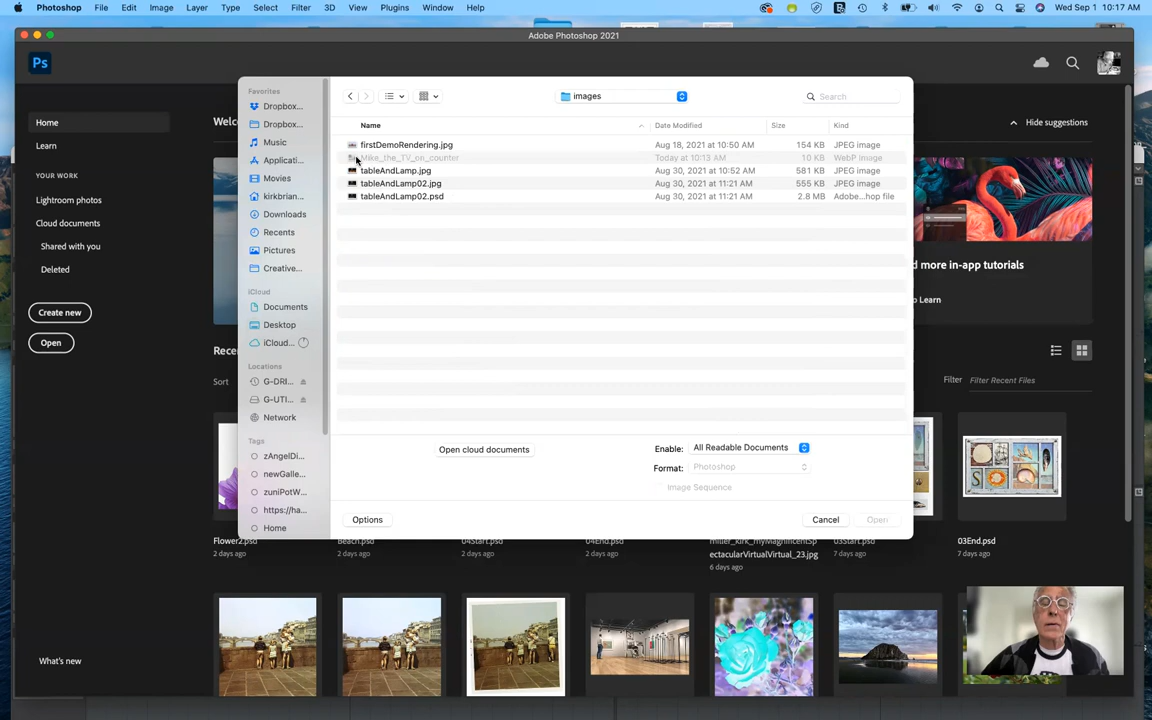 Photoshop File Edit Image Layer Type Select Filter 3D View Plugins Window Help Wed Sep 1 10:17 AM
Adobe Photoshop 2021
Ps
Home
Learn
YOUR WORK
Lightroom photos
Cloud documents
Shared with you
Deleted
Create new
Open
What's new
Welc
Hide suggestions
d more in-app tutorials
o Learn
Rece
Sort
Filter Filter Recent Files
Favorites
Dropbox...
Dropbox...
Music
Applicati...
Movies
kirkbrian...
Downloads
Recents
Pictures
Creative...
iCloud
Documents
Desktop
iCloud...
Locations
G-DRI...
G-UTI...
Network
Tags
zAngelDi...
newGalle...
zuniPotW...
https://ha...
Home
images
Search
Name Date Modified Size Kind
firstDemoRendering.jpg Aug 18, 2021 at 10:50 AM 154 KB JPEG image
Mike_the_TV_on_counter Today at 10:13 AM 10 KB WebP Image
tableAndLamp.jpg Aug 30, 2021 at 10:52 AM 581 KB JPEG image
tableAndLamp02.jpg Aug 30, 2021 at 11:21 AM 555 KB JPEG image
tableAndLamp02.psd Aug 30, 2021 at 11:21 AM 2.8 MB Adobe...hop file
Open cloud documents
Enable: All Readable Documents
Format: Photoshop
Image Sequence
Options
Cancel
Open
Flower2.psd
2 days ago
Beach.psd
2 days ago
04Start.psd
2 days ago
04End.psd
2 days ago
miller_kirk_myMagnificentSp
ectacularVirtualVirtual_23.jpg
6 days ago
03Start.psd
7 days ago
03End.psd
7 days ago